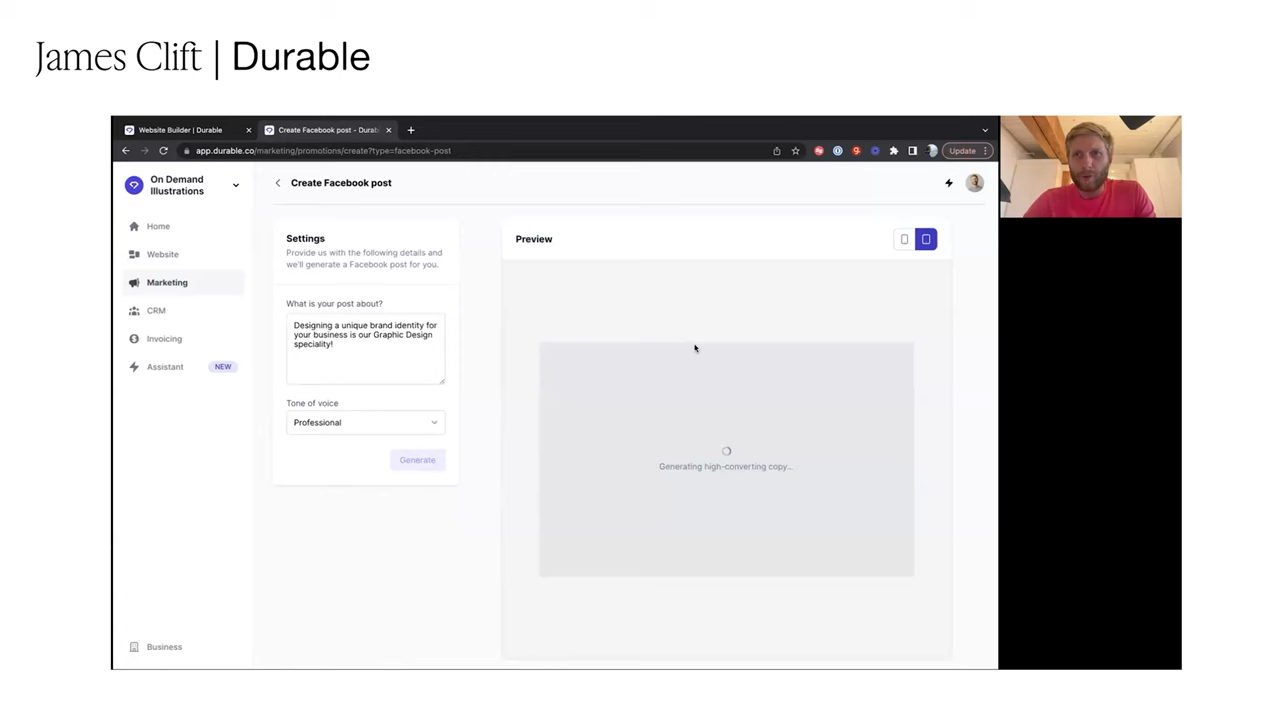 James Clift | Durable
Website Builder | Durable
Create Facebook post - Durab
app.durable.co/marketing/promotions/create?type=facebook-post
Update
On Demand
Illustrations
Create Facebook post
Home
Website
Marketing
CRM
Invoicing
Assistant NEW
Business
Settings
Provide us with the following details and
we'll generate a Facebook post for you.
What is your post about?
Designing a unique brand identity for
your business is our Graphic Design
speciality!
Tone of voice
Professional
Generate
Preview
Generating high-converting copy...